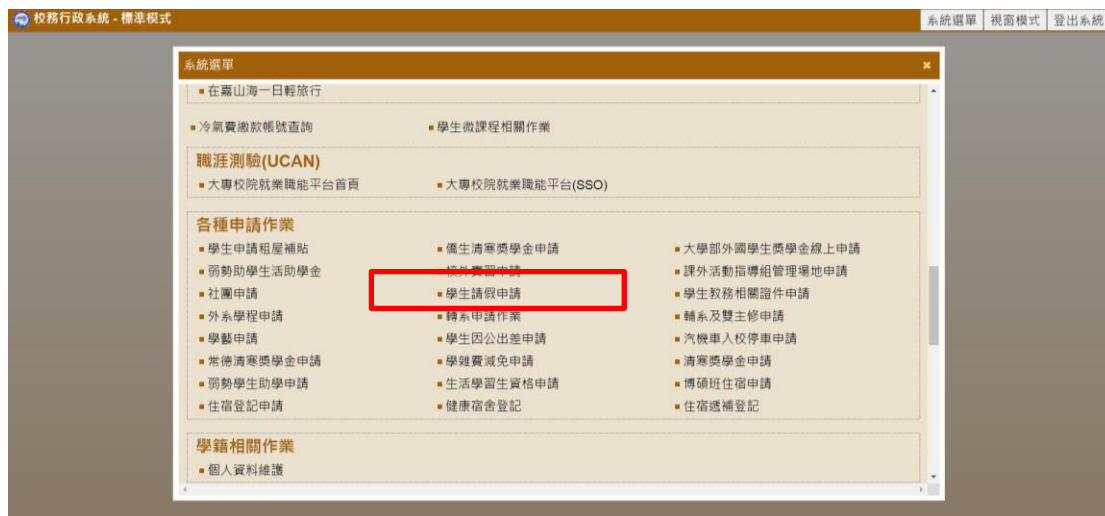 校務行政系統 - 標準模式
系統選單 視窗模式 登出系統
系統選單
在嘉山海一日輕旅行
冷氣費繳款帳號查詢 學生微課程相關作業
職涯測驗(UCAN)
大專校院就業職能平台首頁 大專校院就業職能平台(SSO)
各種申請作業
學生申請租屋補貼 僑生清寒獎學金申請 大學部外國學生獎學金線上申請
弱勢助學生活助學金 校外實習申請 課外活動指導組管理場地申請
社團申請 學生請假申請 學生教務相關證件申請
外系學程申請 轉系申請作業 輔系及雙主修申請
學藝申請 學生因公出差申請 汽機車入校停車申請
常德清寒獎學金申請 學雜費減免申請 清寒獎學金申請
弱勢學生助學申請 生活學習生資格申請 博碩班住宿申請
住宿登記申請 健康宿舍登記 住宿遞補登記
學籍相關作業
個人資料維護